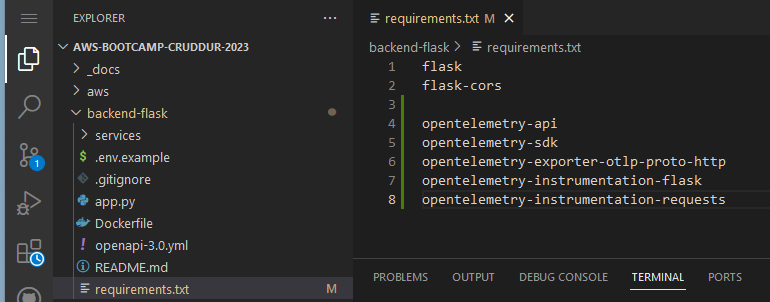 EXPLORER
...
AWS-BOOTCAMP-CRUDDUR-2023
_docs
aws
backend-flask
services
$ .env.example
.gitignore
app.py
Dockerfile
! openapi-3.0.yml
README.md
requirements.txt M
1
requirements.txt M
backend-flask > requirements.txt
1 flask
2 flask-cors
3
4 opentelemetry-api
5 opentelemetry-sdk
6 opentelemetry-exporter-otlp-proto-http
7 opentelemetry-instrumentation-flask
8 opentelemetry-instrumentation-requests
PROBLEMS OUTPUT DEBUG CONSOLE TERMINAL PORTS